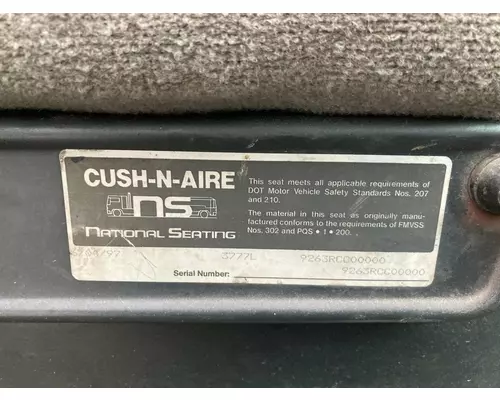 CUSH-N-AIRE
ns
NATIONAL SEATING
This seat meets all applicable requirements of
DOT Motor Vehicle Safety Standards Nos. 207
and 210.
The material in this seat as originally manu-
factured conforms to the requirements of FMVSS
Nos. 302 and PQS • 1 • 200.
3777L 9263RCC00000
Serial Number: 9263RCC00000